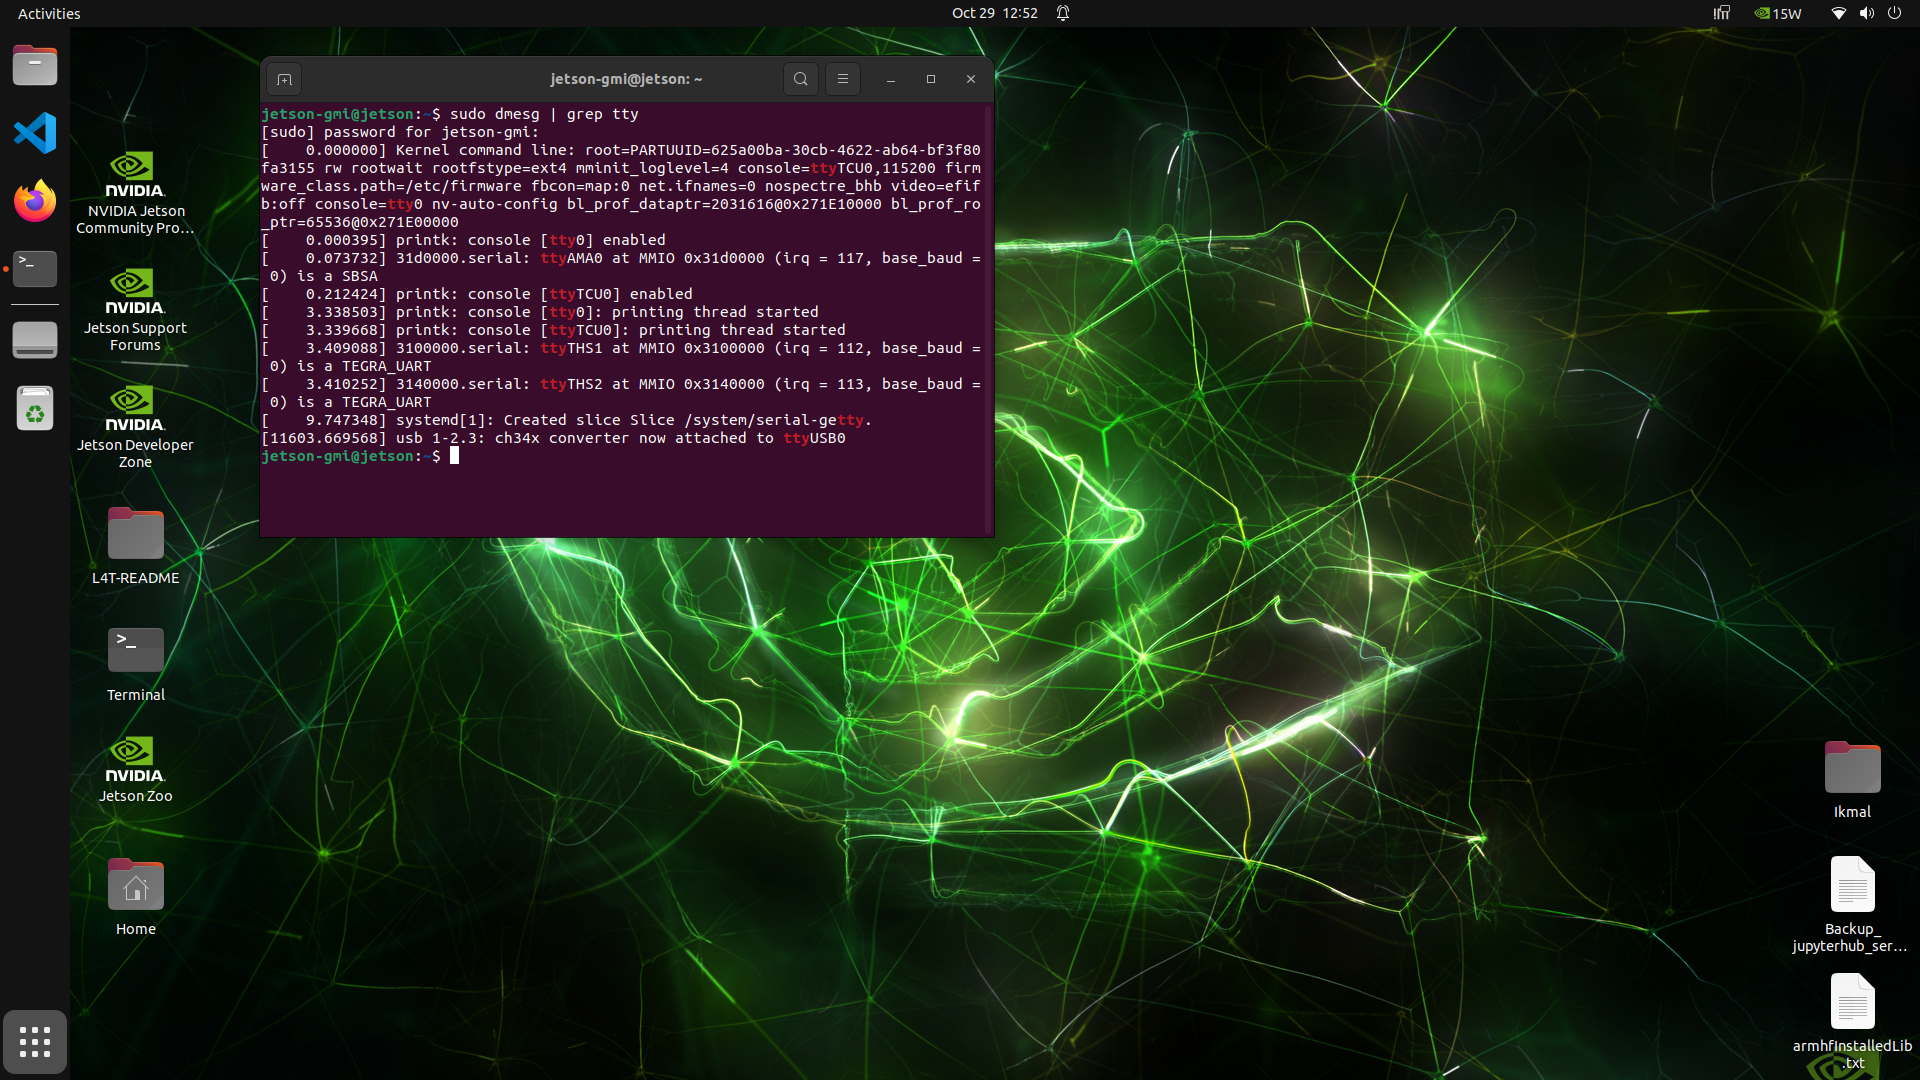 Activities
Oct 29 12:52
15W
jetson-gmi@jetson: ~
jetson-gmi@jetson:~$ sudo dmesg | grep tty
[sudo] password for jetson-gmi:
[    0.000000] Kernel command line: root=PARTUUID=625a00ba-30cb-4622-ab64-bf3f80
fa3155 rw rootwait rootfstype=ext4 mminit_loglevel=4 console=ttyTCU0,115200 firm
ware_class.path=/etc/firmware fbcon=map:0 net.ifnames=0 nospectre_bhb video=efif
b:off console=tty0 nv-auto-config bl_prof_dataptr=2031616@0x271E10000 bl_prof_ro
_ptr=65536@0x271E00000
[    0.000395] printk: console [tty0] enabled
[    0.073732] 31d0000.serial: ttyAMA0 at MMIO 0x31d0000 (irq = 117, base_baud =
 0) is a SBSA
[    0.212424] printk: console [ttyTCU0] enabled
[    3.338503] printk: console [tty0]: printing thread started
[    3.339668] printk: console [ttyTCU0]: printing thread started
[    3.409088] 3100000.serial: ttyTHS1 at MMIO 0x3100000 (irq = 112, base_baud =
 0) is a TEGRA_UART
[    3.410252] 3140000.serial: ttyTHS2 at MMIO 0x3140000 (irq = 113, base_baud =
 0) is a TEGRA_UART
[    9.747348] systemd[1]: Created slice Slice /system/serial-getty.
[11603.669568] usb 1-2.3: ch34x converter now attached to ttyUSB0
jetson-gmi@jetson:~$
NVIDIA.
NVIDIA Jetson
Community Pro...
NVIDIA.
Jetson Support
Forums
NVIDIA.
Jetson Developer
Zone
L4T-README
>_
Terminal
NVIDIA.
Jetson Zoo
Home
Ikmal
Backup_
jupyterhub_ser...
armhfInstalledLib
.txt